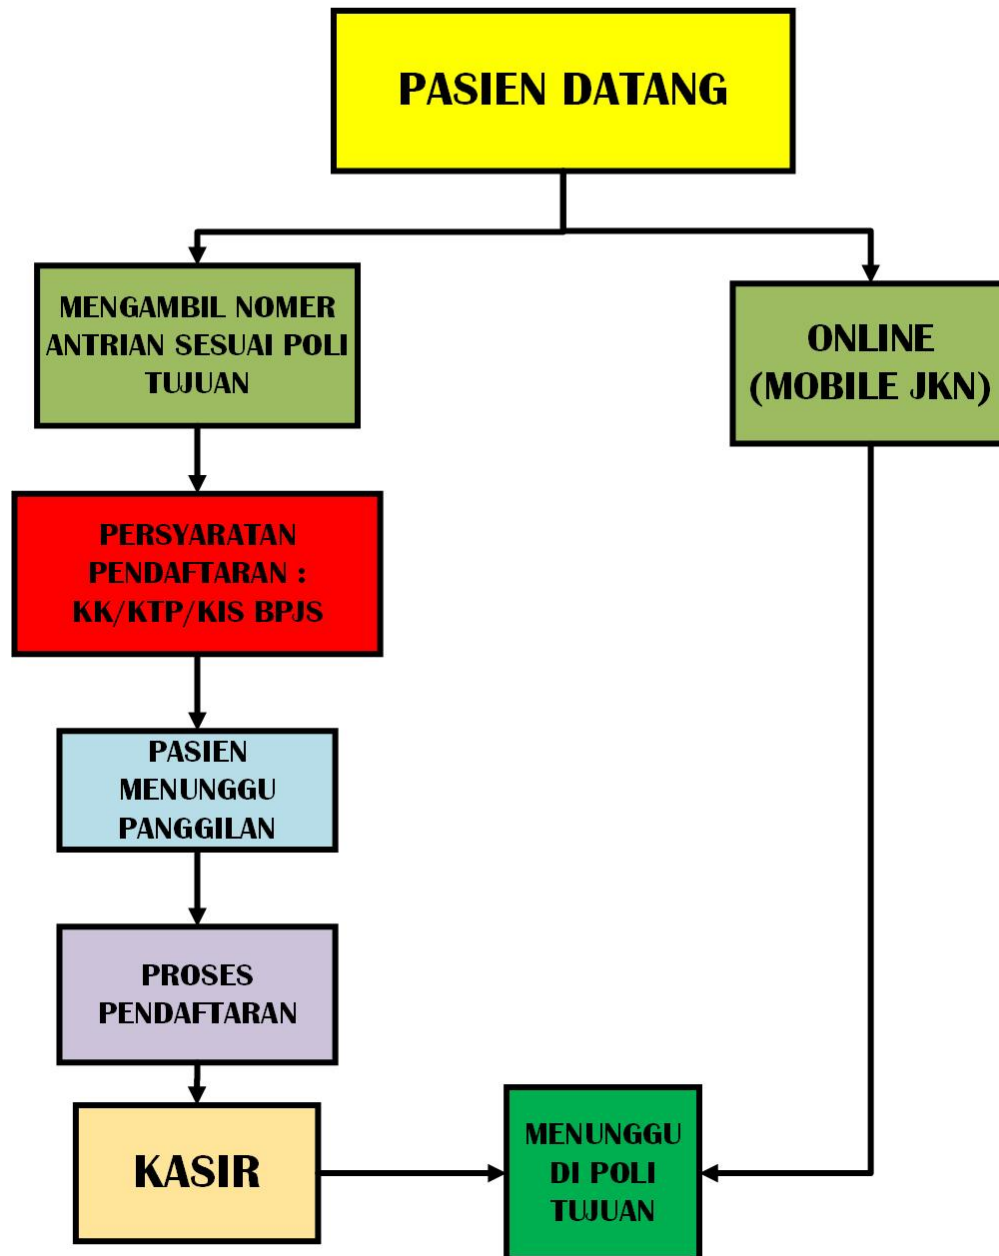 PASIEN DATANG
MENGAMBIL NOMER
ANTRIAN SESUAI POLI
TUJUAN
ONLINE
(MOBILE JKN)
PERSYARATAN
PENDAFTARAN :
KK/KTP/KIS BPJS
PASIEN
MENUNGGU
PANGGILAN
PROSES
PENDAFTARAN
KASIR
MENUNGGU
DI POLI
TUJUAN